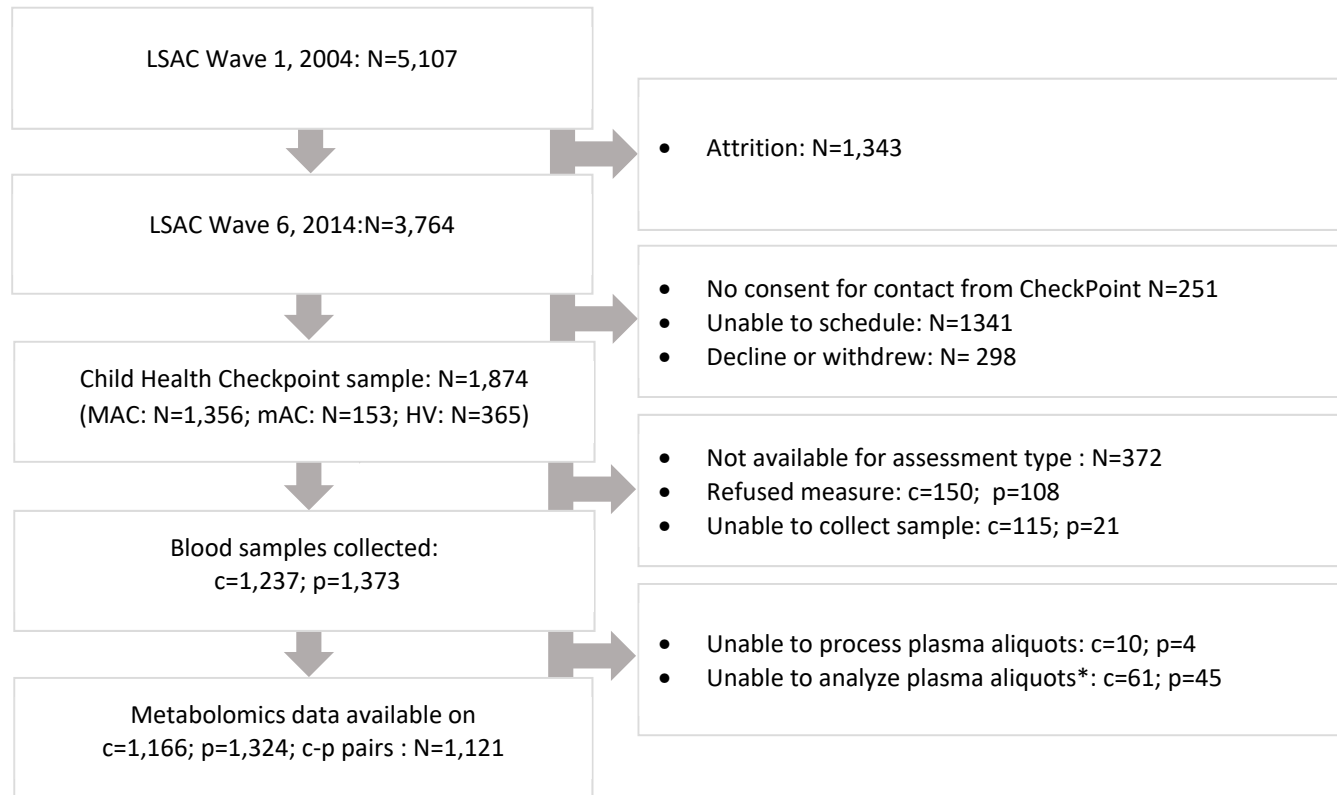 LSAC Wave 1, 2004: N=5,107
• Attrition: N=1,343
LSAC Wave 6, 2014:N=3,764
• No consent for contact from CheckPoint N=251
• Unable to schedule: N=1341
• Decline or withdrew: N= 298
Child Health Checkpoint sample: N=1,874
(MAC: N=1,356; mAC: N=153; HV: N=365)
• Not available for assessment type : N=372
• Refused measure: c=150; p=108
• Unable to collect sample: c=115; p=21
Blood samples collected:
c=1,237; p=1,373
• Unable to process plasma aliquots: c=10; p=4
• Unable to analyze plasma aliquots*: c=61; p=45
Metabolomics data available on
c=1,166; p=1,324; c-p pairs : N=1,121